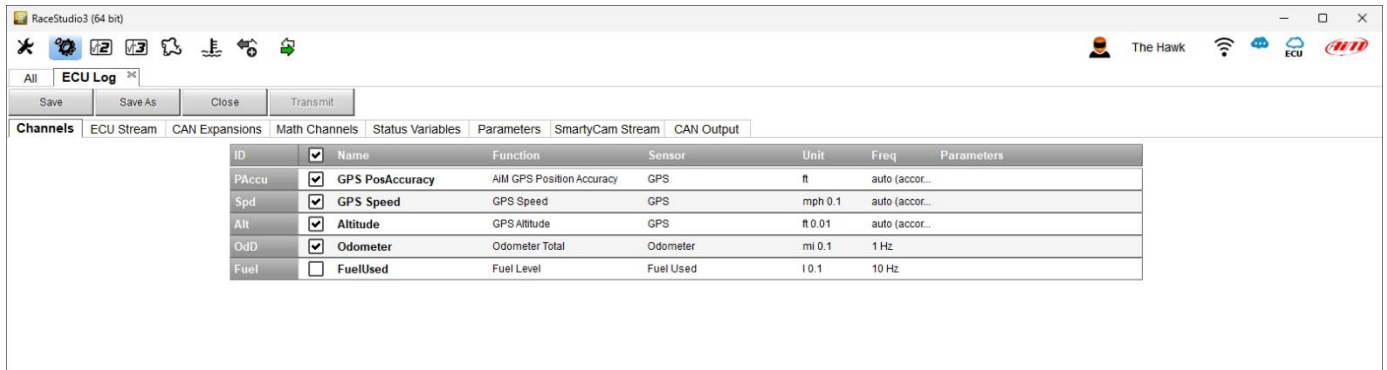 RaceStudio3 (64 bit)
The Hawk
ECU
AiM
All ECU Log
Save Save As Close Transmit
Channels ECU Stream CAN Expansions Math Channels Status Variables Parameters SmartyCam Stream CAN Output
ID Name Function Sensor Unit Freq Parameters
PAccu GPS PosAccuracy AiM GPS Position Accuracy GPS ft auto (accor...
Spd GPS Speed GPS Speed GPS mph 0.1 auto (accor...
Alt Altitude GPS Altitude GPS ft 0.01 auto (accor...
OdD Odometer Odometer Total Odometer mi 0.1 1 Hz
Fuel FuelUsed Fuel Level Fuel Used l 0.1 10 Hz